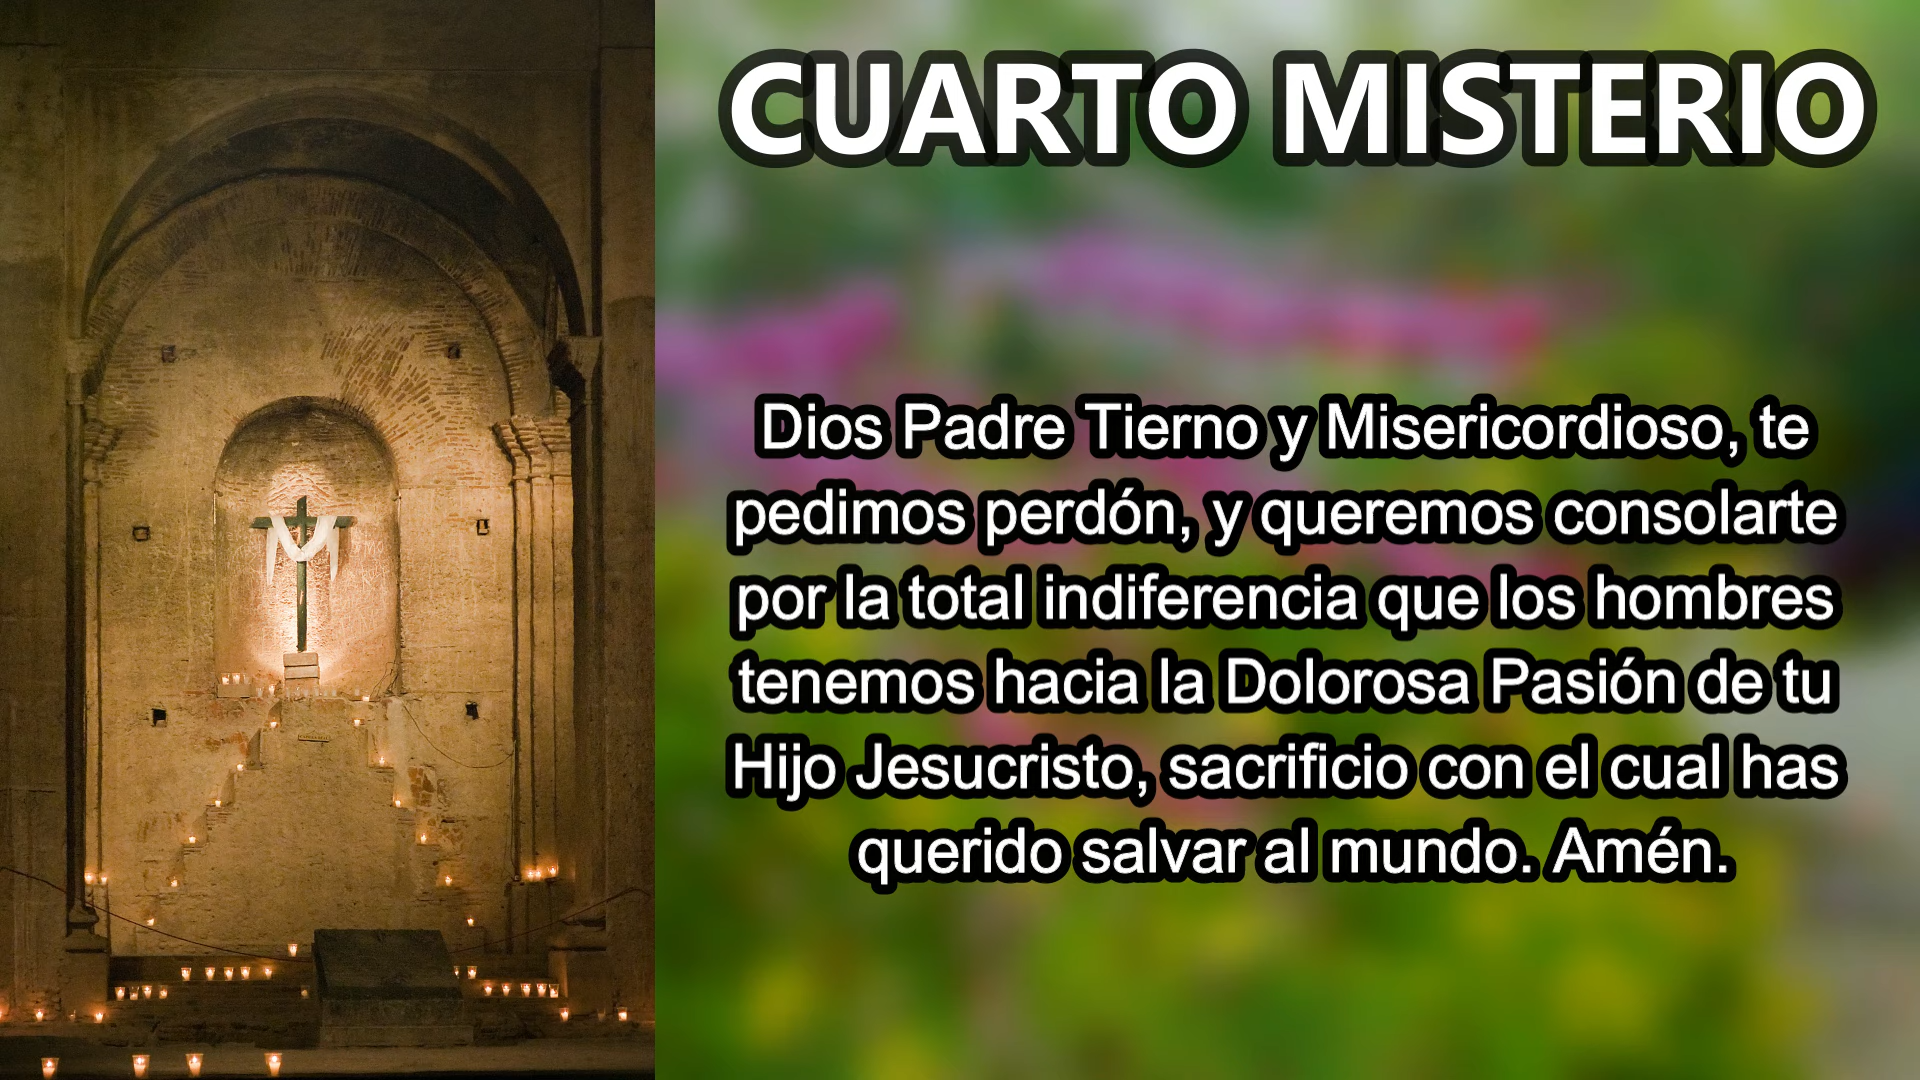 CUARTO MISTERIO
Dios Padre Tierno y Misericordioso, te
pedimos perdón, y queremos consolarte
por la total indiferencia que los hombres
tenemos hacia la Dolorosa Pasión de tu
Hijo Jesucristo, sacrificio con el cual has
querido salvar al mundo. Amén.